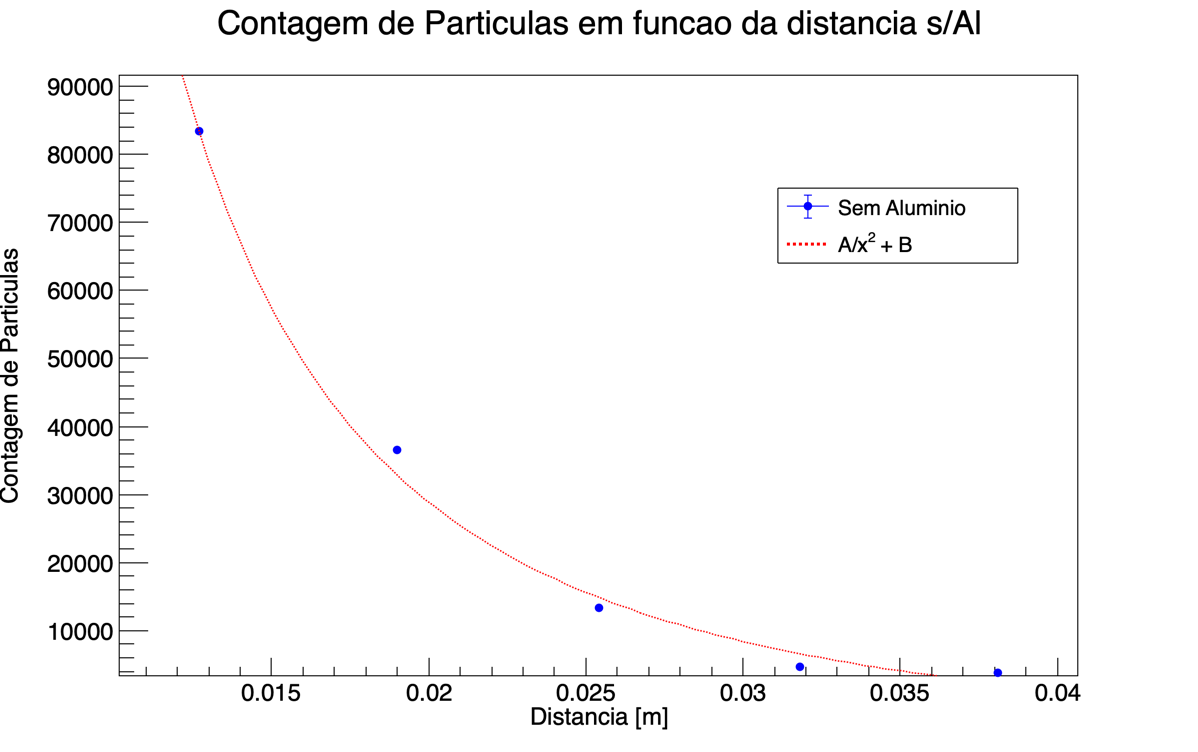 Contagem de Particulas em funcao da distancia s/Al
90000
80000
70000
60000
50000
40000
30000
20000
10000
Contagem de Particulas
Sem Aluminio
A/x² + B
0.015 0.02 0.025 0.03 0.035 0.04
Distancia [m]